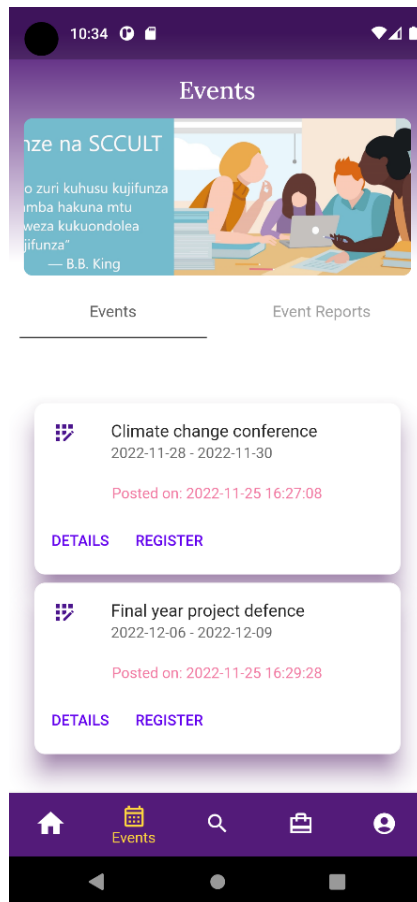 10:34
Events
nze na SCCULT
o zuri kuhusu kujifunza
amba hakuna mtu
weza kukuondolea
jifunza"
— B.B. King
Events
Event Reports
Climate change conference
2022-11-28 - 2022-11-30
Posted on: 2022-11-25 16:27:08
DETAILS REGISTER
Final year project defence
2022-12-06 - 2022-12-09
Posted on: 2022-11-25 16:29:28
DETAILS REGISTER
Events